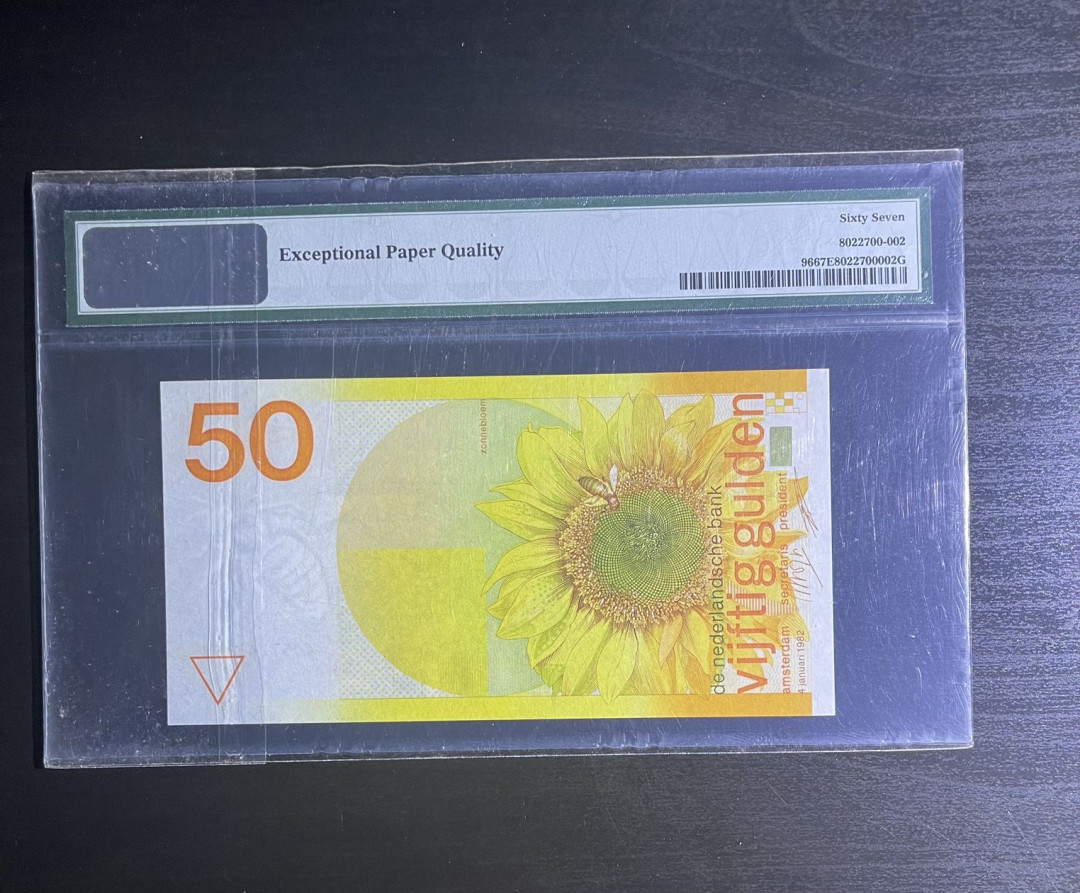 Exceptional Paper Quality
Sixty Seven
8022700-002
9667E8022700002G
50
zonnebloem
de nederlandsche bank
vijftig gulden
amsterdam secretaris president
4 januari 1982